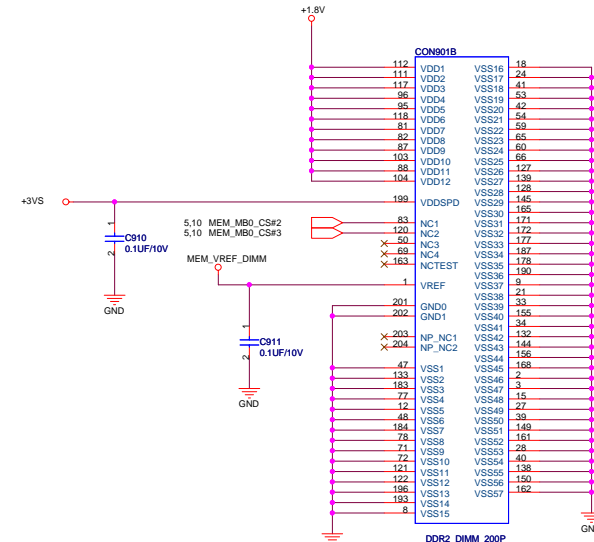 +1.8V
CON901B
112 VDD1 VSS16 18
111 VDD2 VSS17 24
117 VDD3 VSS18 41
96 VDD4 VSS19 53
95 VDD5 VSS20 42
118 VDD6 VSS21 54
81 VDD7 VSS22 59
82 VDD8 VSS23 65
87 VDD9 VSS24 60
103 VDD10 VSS25 66
88 VDD11 VSS26 127
104 VDD12 VSS27 139
VSS28 128
+3VS 199 VDDSPD VSS29 145
VSS30 165
5,10 MEM_MB0_CS#2 83 NC1 VSS31 171
5,10 MEM_MB0_CS#3 120 NC2 VSS32 172
50 NC3 VSS33 177
69 NC4 VSS34 187
163 NCTEST VSS35 178
VSS36 190
MEM_VREF_DIMM 1 VREF VSS37 9
VSS38 21
201 GND0 VSS39 33
202 GND1 VSS40 155
VSS41 34
203 NP_NC1 VSS42 132
204 NP_NC2 VSS43 144
VSS44 156
47 VSS1 VSS45 168
133 VSS2 VSS46 2
183 VSS3 VSS47 3
77 VSS4 VSS48 15
12 VSS5 VSS49 27
48 VSS6 VSS50 39
184 VSS7 VSS51 149
78 VSS8 VSS52 161
71 VSS9 VSS53 28
72 VSS10 VSS54 40
121 VSS11 VSS55 138
122 VSS12 VSS56 150
196 VSS13 VSS57 162
193 VSS14
8 VSS15
1
C910
0.1UF/10V
2
GND
1
C911
0.1UF/10V
2
GND
GN
DDR2_DIMM_200P